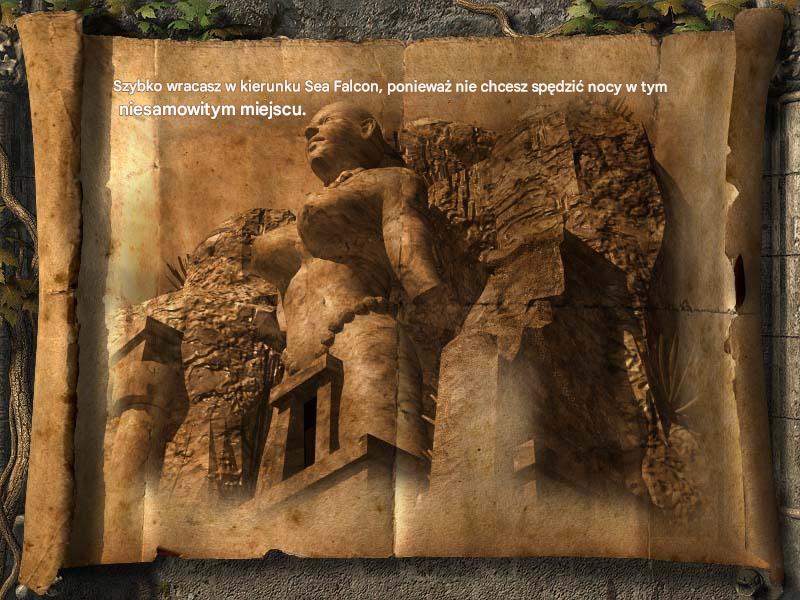 Szybko wracasz w kierunku Sea Falcon, ponieważ nie chcesz spędzić nocy w tym
niesamowitym miejscu.